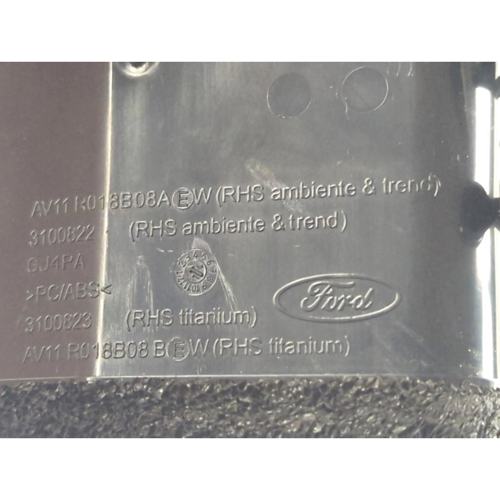 AV11 R018B08A E W (RHS ambiente & trend)
3100822 (RHS ambiente & trend)
GJ4PA
>PC/ABS<
Ford
3100823 (RHS titanium)
AV11 R018B08 B E W (RHS titanium)